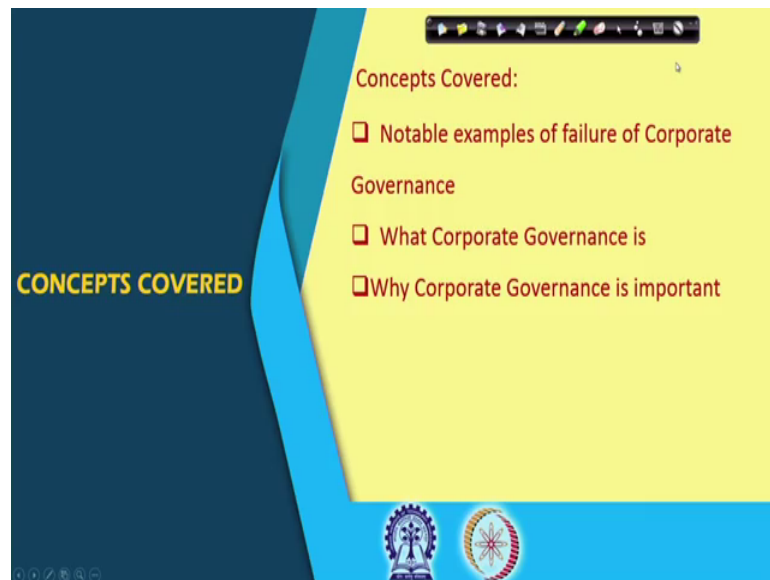 Concepts Covered:
❑ Notable examples of failure of Corporate
Governance
❑ What Corporate Governance is
❑Why Corporate Governance is important
CONCEPTS COVERED